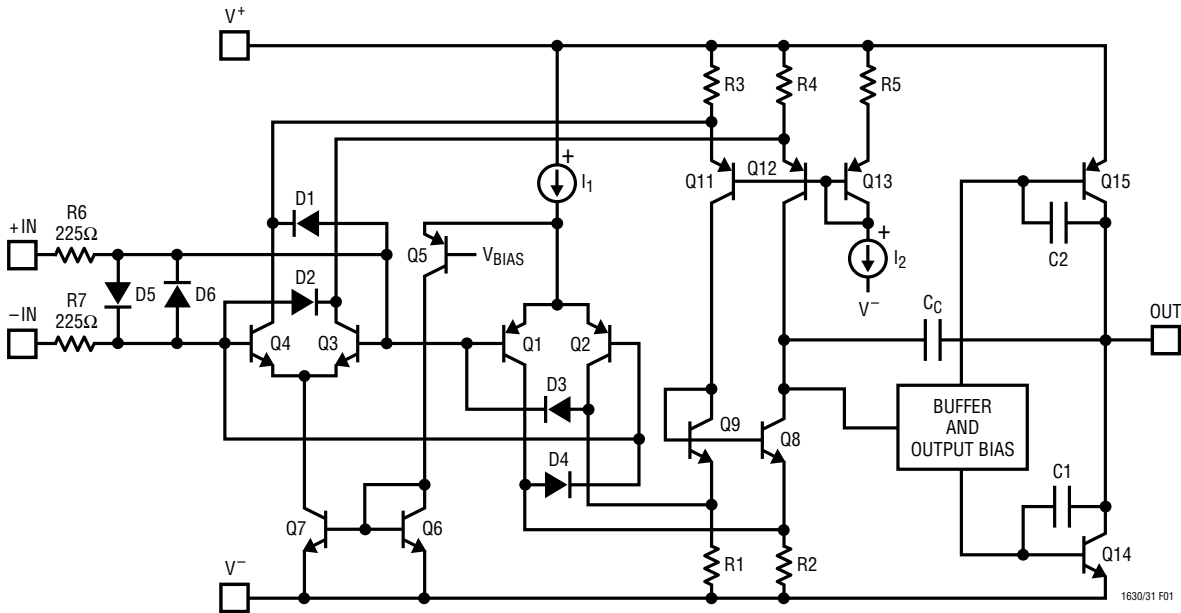 V+
R3
R4
R5
+
I1
Q11
Q12
Q13
Q15
D1
+IN
R6
225Ω
Q5
VBIAS
+
I2
C2
D5
D6
D2
V−
−IN
R7
225Ω
CC
OUT
Q4
Q3
Q1
Q2
D3
BUFFER
AND
OUTPUT BIAS
Q9
Q8
D4
C1
Q7
Q6
Q14
R1
R2
V−
1630/31 F01